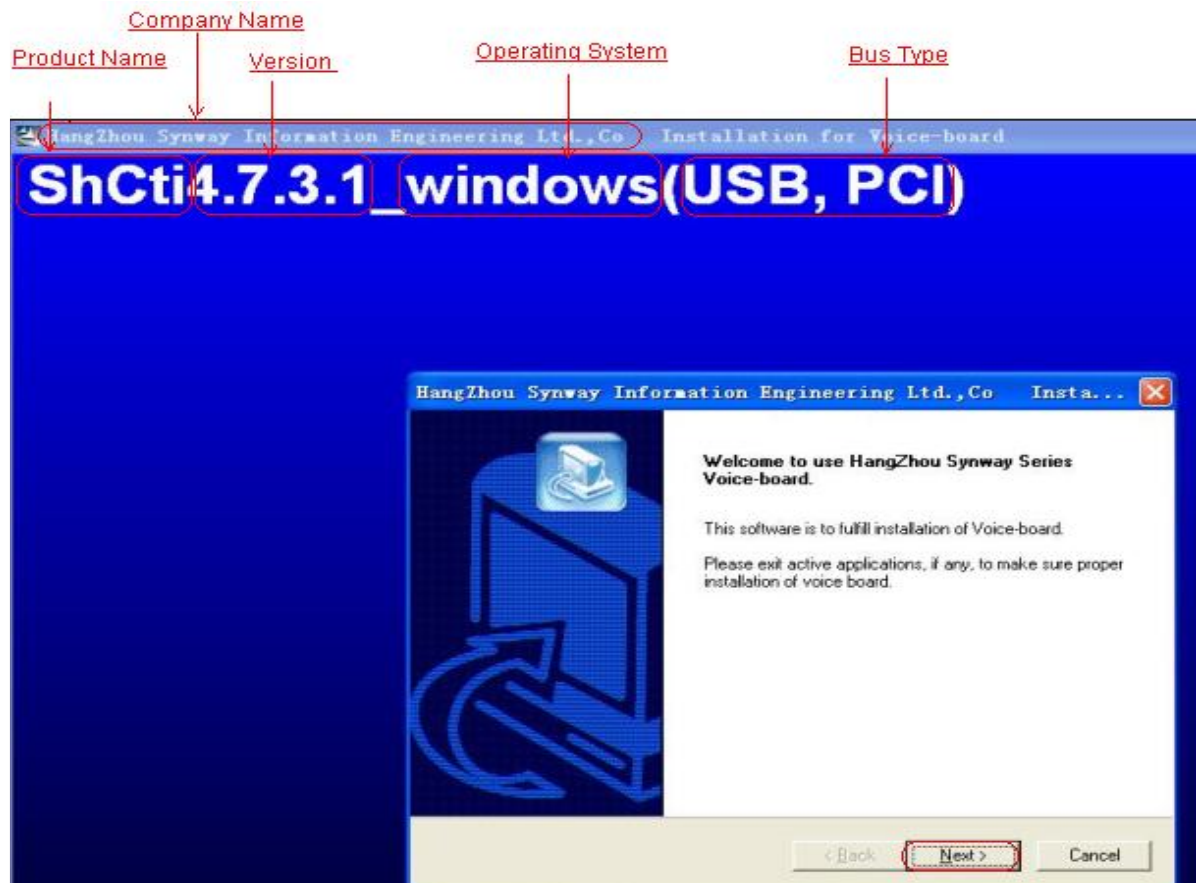 Company Name
Product Name
Version
Operating System
Bus Type
HangZhou Synway Information Engineering Ltd.,Co Installation for Voice-board
ShCti4.7.3.1_windows(USB, PCI)
HangZhou Synway Information Engineering Ltd.,Co Insta...
Welcome to use HangZhou Synway Series
Voice-board.
This software is to fulfill installation of Voice-board.
Please exit active applications, if any, to make sure proper
installation of voice board.
< Back
Next >
Cancel